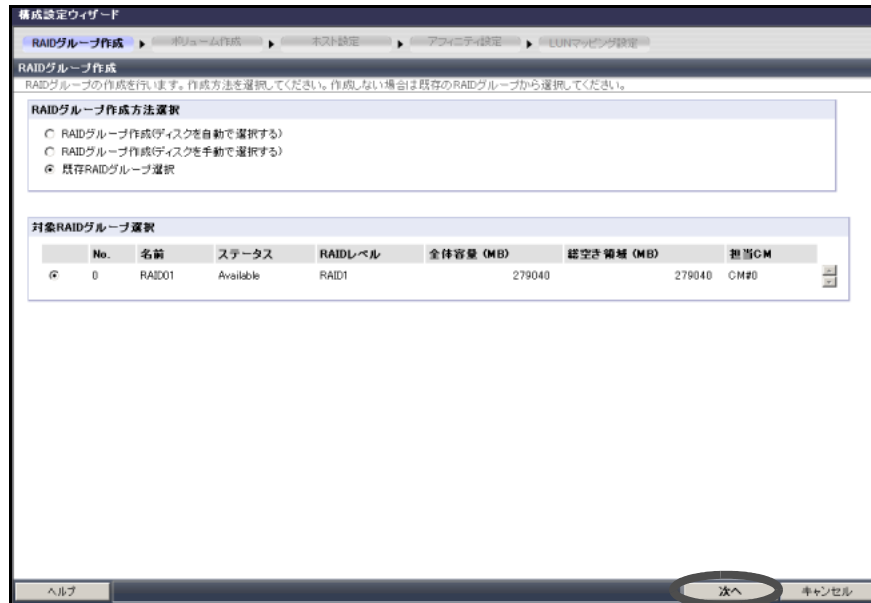 構成設定ウィザード
RAIDグループ作成 ボリューム作成 ホスト設定 アフィニティ設定 LUNマッピング設定
RAIDグループ作成
RAIDグループの作成を行います。作成方法を選択してください。作成しない場合は既存のRAIDグループから選択してください。
RAIDグループ作成方法選択
RAIDグループ作成(ディスクを自動で選択する)
RAIDグループ作成(ディスクを手動で選択する)
既存RAIDグループ選択
対象RAIDグループ選択
No. 名前 ステータス RAIDレベル 全体容量 (MB) 総空き領域 (MB) 担当CM
0 RAID01 Available RAID1 279040 279040 CM#0
ヘルプ 次へ キャンセル